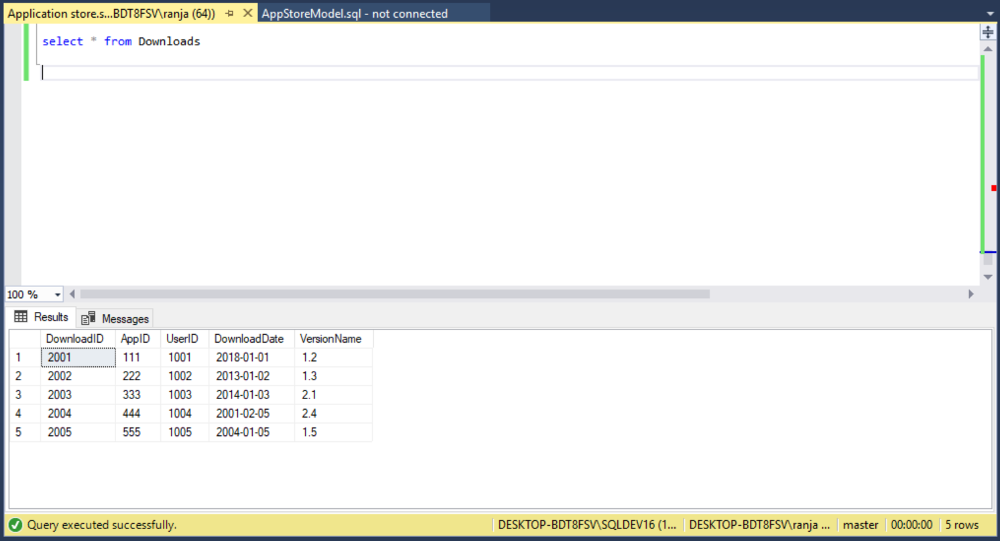 Application store.s...BDT8FSV\ranja (64)) AppStoreModel.sql - not connected
select * from Downloads
100 %
Results Messages
DownloadID AppID UserID DownloadDate VersionName
1 2001 111 1001 2018-01-01 1.2
2 2002 222 1002 2013-01-02 1.3
3 2003 333 1003 2014-01-03 2.1
4 2004 444 1004 2001-02-05 2.4
5 2005 555 1005 2004-01-05 1.5
Query executed successfully. DESKTOP-BDT8FSV\SQLDEV16 (1... DESKTOP-BDT8FSV\ranja ... master 00:00:00 5 rows